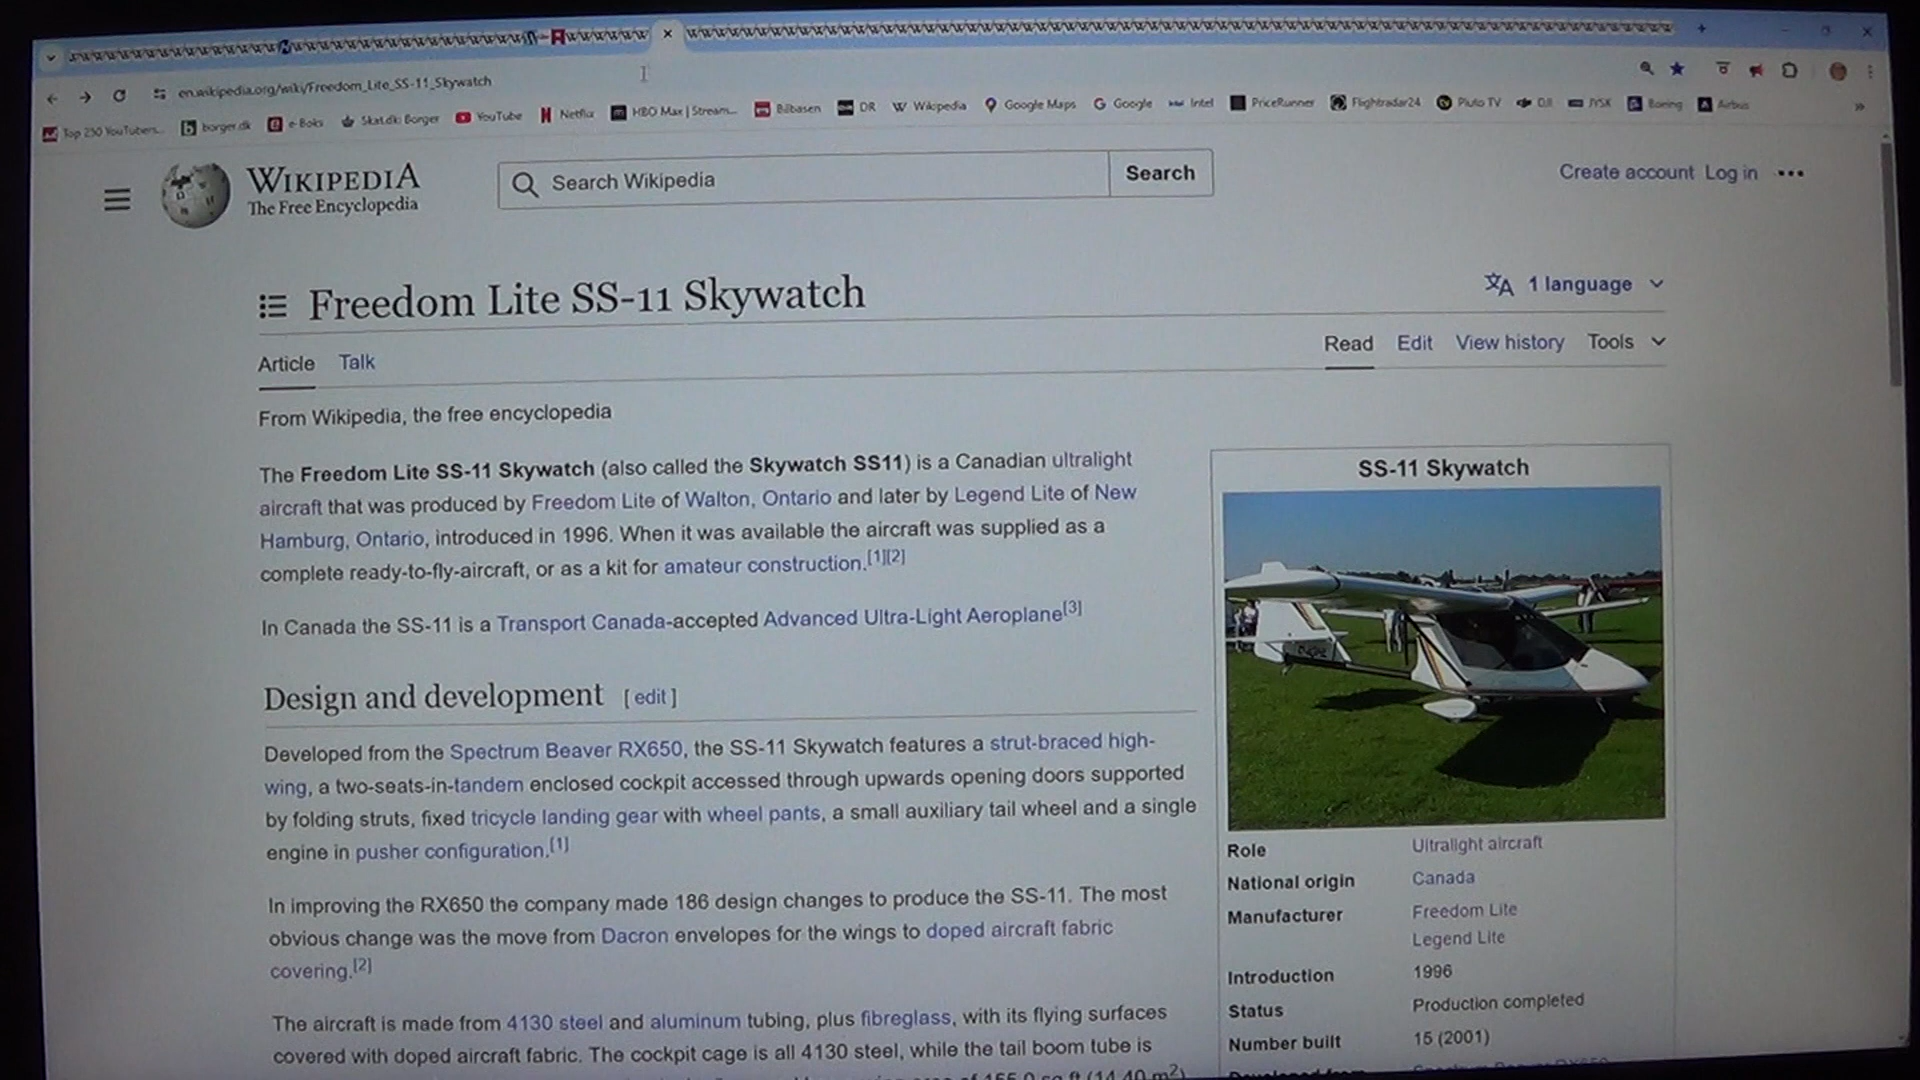 en.wikipedia.org/wiki/Freedom_Lite_SS-11_Skywatch
Top 250 YouTubers... borger.dk e-Boks Skat.dk: Borger YouTube Netflix HBO Max | Stream... Bilbasen DR Wikipedia Google Maps Google Intel PriceRunner Flightradar24 Pluto TV DJI JYSK Boeing Airbus »
WIKIPEDIA
The Free Encyclopedia
Search Wikipedia
Search
Create account Log in •••
Freedom Lite SS-11 Skywatch
1 language
Article Talk
Read Edit View history Tools
From Wikipedia, the free encyclopedia
The Freedom Lite SS-11 Skywatch (also called the Skywatch SS11) is a Canadian ultralight
aircraft that was produced by Freedom Lite of Walton, Ontario and later by Legend Lite of New
Hamburg, Ontario, introduced in 1996. When it was available the aircraft was supplied as a
complete ready-to-fly-aircraft, or as a kit for amateur construction.[1][2]
In Canada the SS-11 is a Transport Canada-accepted Advanced Ultra-Light Aeroplane[3]
Design and development [ edit ]
Developed from the Spectrum Beaver RX650, the SS-11 Skywatch features a strut-braced high-
wing, a two-seats-in-tandem enclosed cockpit accessed through upwards opening doors supported
by folding struts, fixed tricycle landing gear with wheel pants, a small auxiliary tail wheel and a single
engine in pusher configuration.[1]
In improving the RX650 the company made 186 design changes to produce the SS-11. The most
obvious change was the move from Dacron envelopes for the wings to doped aircraft fabric
covering.[2]
The aircraft is made from 4130 steel and aluminum tubing, plus fibreglass, with its flying surfaces
covered with doped aircraft fabric. The cockpit cage is all 4130 steel, while the tail boom tube is
of 155.0 sq ft (14.40 m²)
SS-11 Skywatch
Role Ultralight aircraft
National origin Canada
Manufacturer Freedom Lite
Legend Lite
Introduction 1996
Status Production completed
Number built 15 (2001)
Developed from Spectrum Beaver RX650